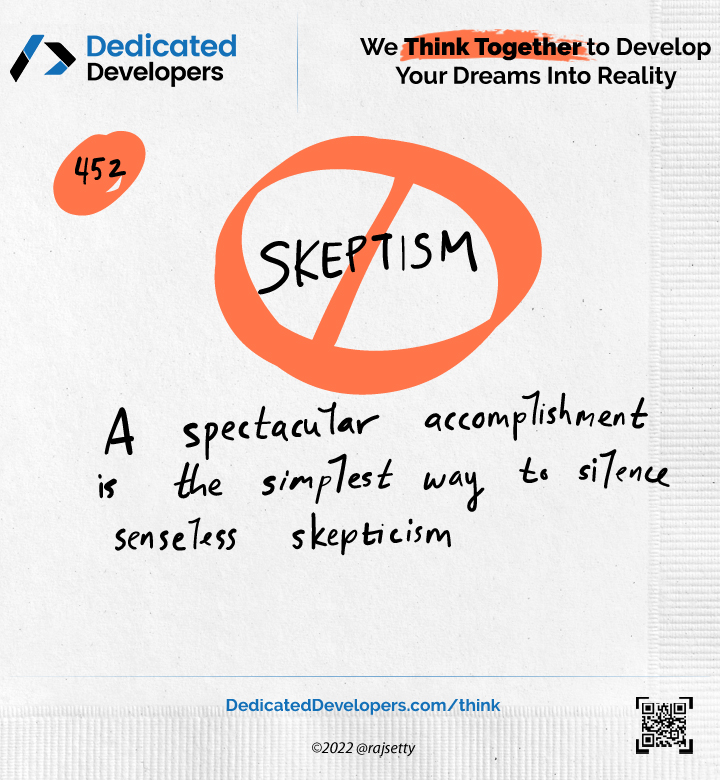 Dedicated
Developers
We Think Together to Develop
Your Dreams Into Reality
452
SKEPTISM
A spectacular accomplishment
is the simplest way to silence
senseless skepticism
DedicatedDevelopers.com/think
©2022 @rajsetty